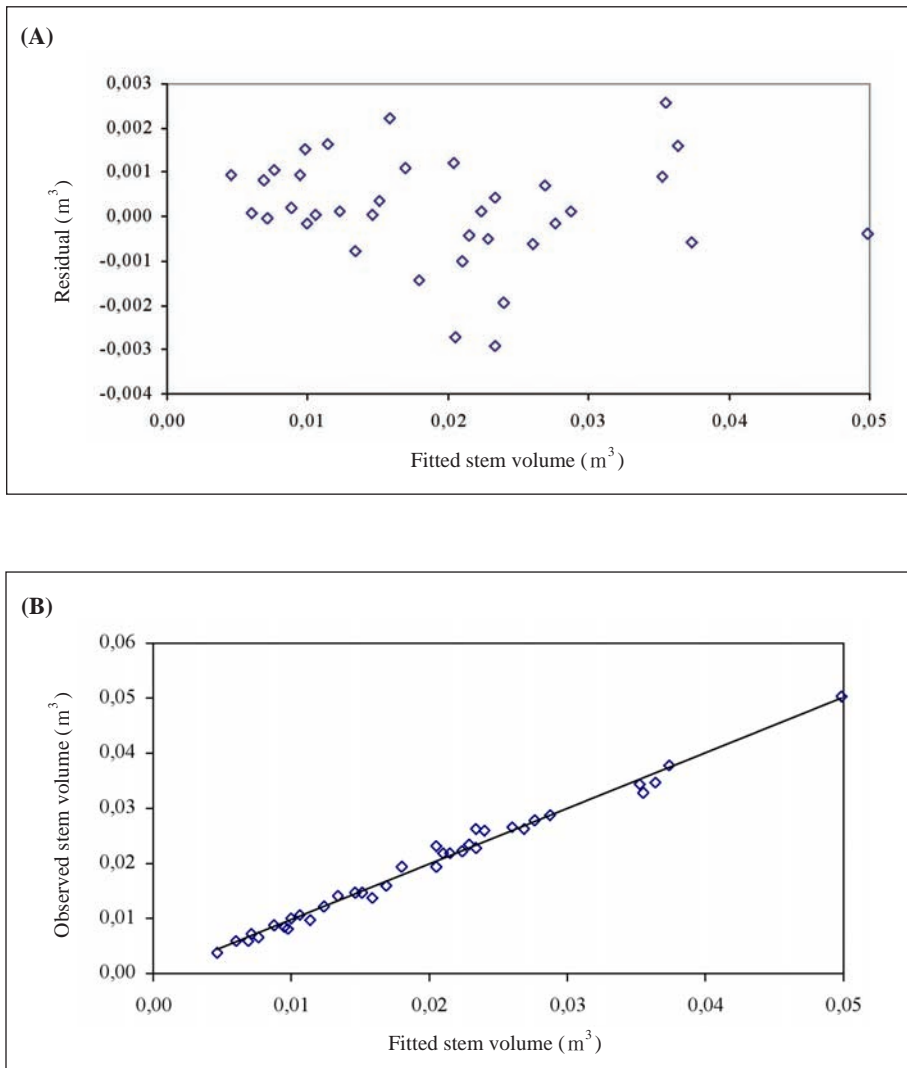 (A)
0,003
0,002
0,001
0,000
-0,001
-0,002
-0,003
-0,004
Residual (m³)
0,00 0,01 0,02 0,03 0,04 0,05
Fitted stem volume (m³)
(B)
0,06
0,05
0,04
0,03
0,02
0,01
0,00
Observed stem volume (m³)
0,00 0,01 0,02 0,03 0,04 0,05
Fitted stem volume (m³)